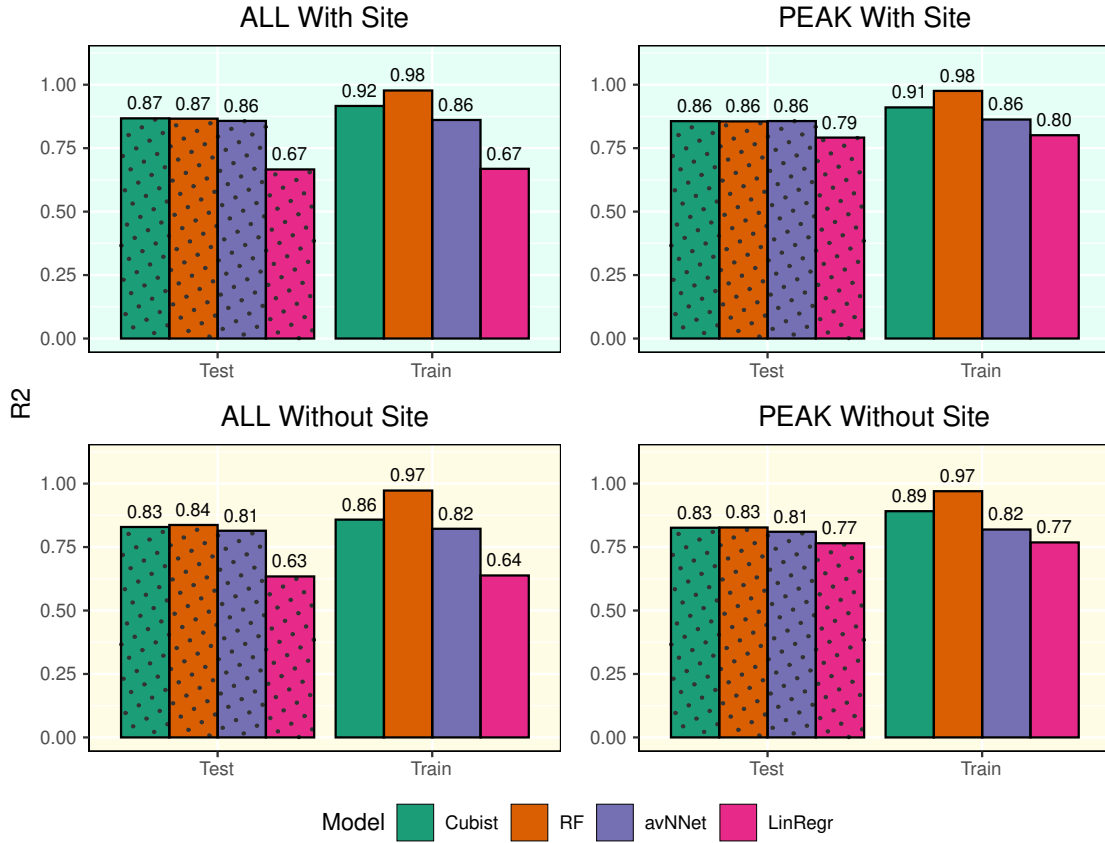 ALL With Site
PEAK With Site
1.00
0.75
0.50
0.25
0.00
0.87 0.87 0.86 0.67 0.92 0.98 0.86 0.67
Test Train
1.00
0.75
0.50
0.25
0.00
0.86 0.86 0.86 0.79 0.91 0.98 0.86 0.80
Test Train
R2
ALL Without Site
PEAK Without Site
1.00
0.75
0.50
0.25
0.00
0.83 0.84 0.81 0.63 0.86 0.97 0.82 0.64
Test Train
1.00
0.75
0.50
0.25
0.00
0.83 0.83 0.81 0.77 0.89 0.97 0.82 0.77
Test Train
Model Cubist RF avNNet LinRegr